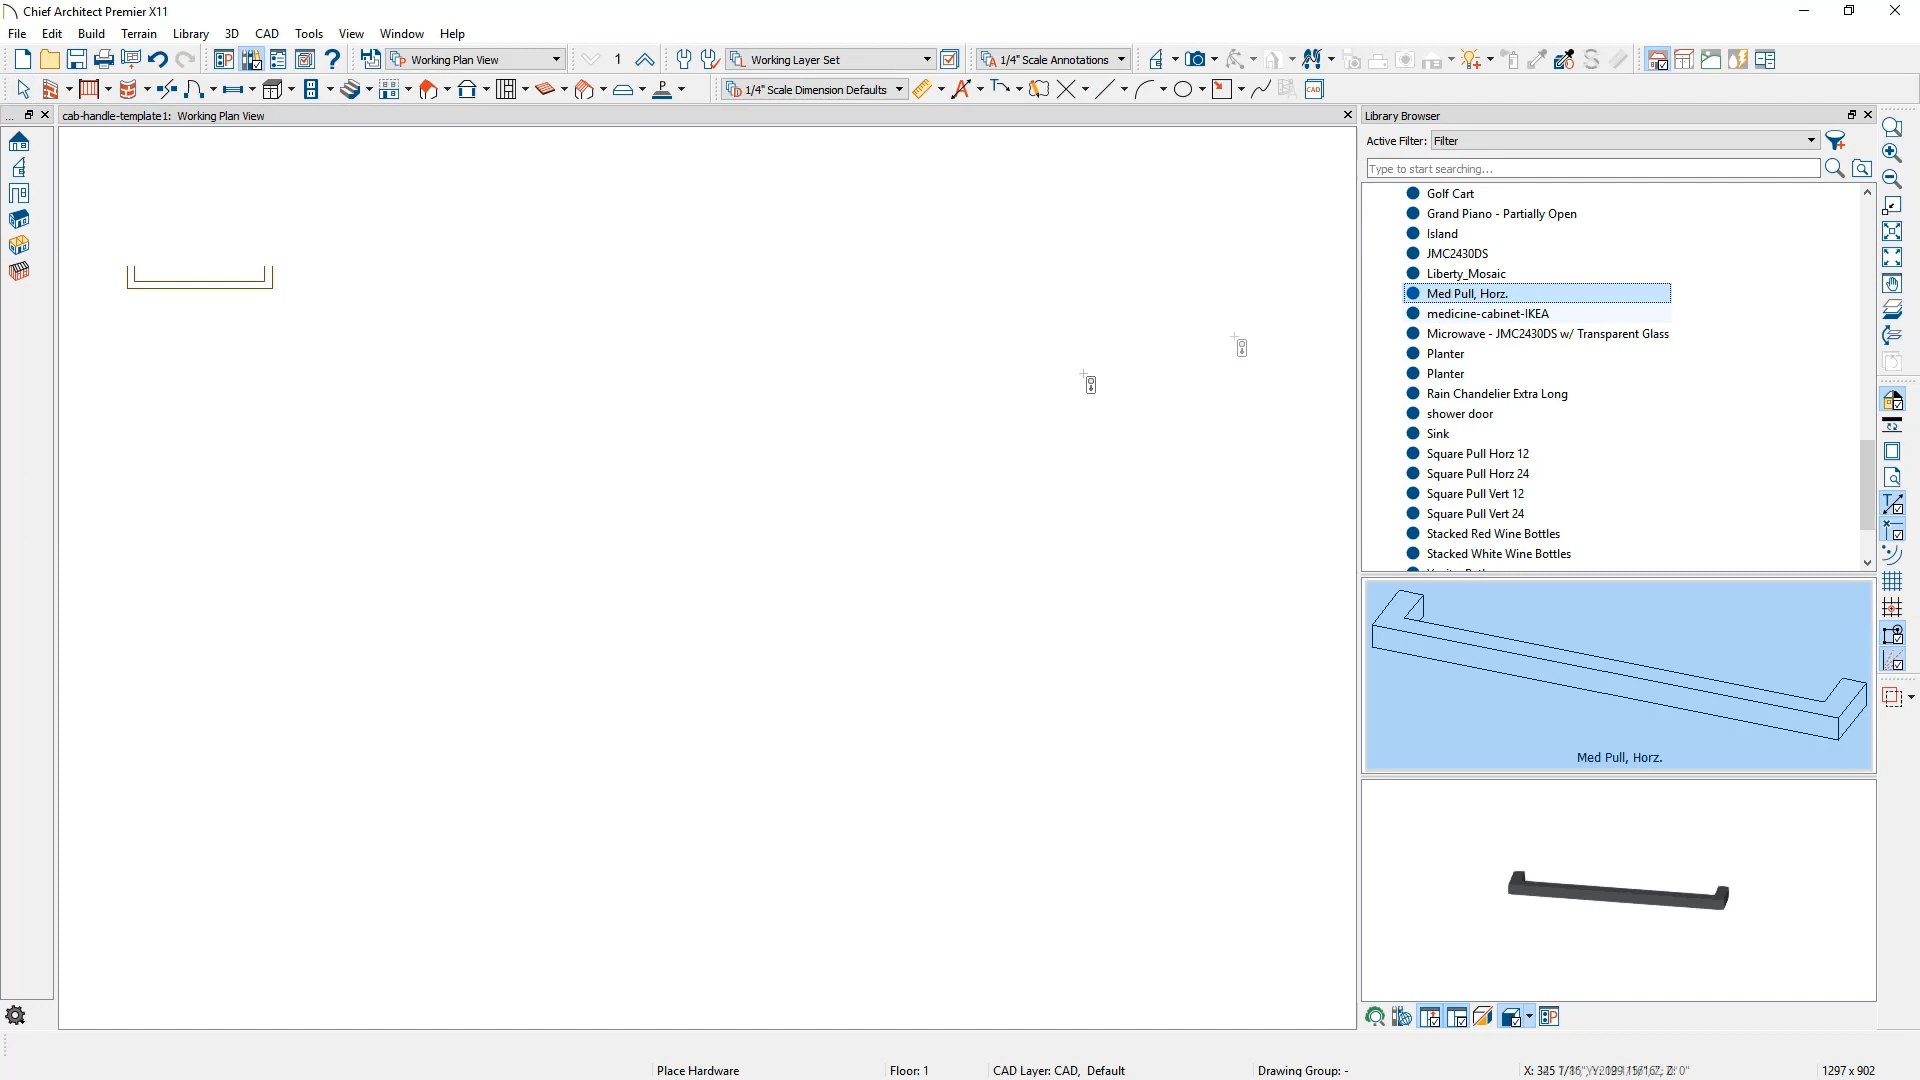 Chief Architect Premier X11
File Edit Build Terrain Library 3D CAD Tools View Window Help
Working Plan View 1 Working Layer Set 1/4" Scale Annotations
1/4" Scale Dimension Defaults CAD
... cab-handle-template1: Working Plan View
Library Browser
Active Filter: Filter
Type to start searching...
Golf Cart
Grand Piano - Partially Open
Island
JMC2430DS
Liberty_Mosaic
Med Pull, Horz.
medicine-cabinet-IKEA
Microwave - JMC2430DS w/ Transparent Glass
Planter
Planter
Rain Chandelier Extra Long
shower door
Sink
Square Pull Horz 12
Square Pull Horz 24
Square Pull Vert 12
Square Pull Vert 24
Stacked Red Wine Bottles
Stacked White Wine Bottles
Med Pull, Horz.
Place Hardware Floor: 1 CAD Layer: CAD, Default Drawing Group: - 1297 x 902